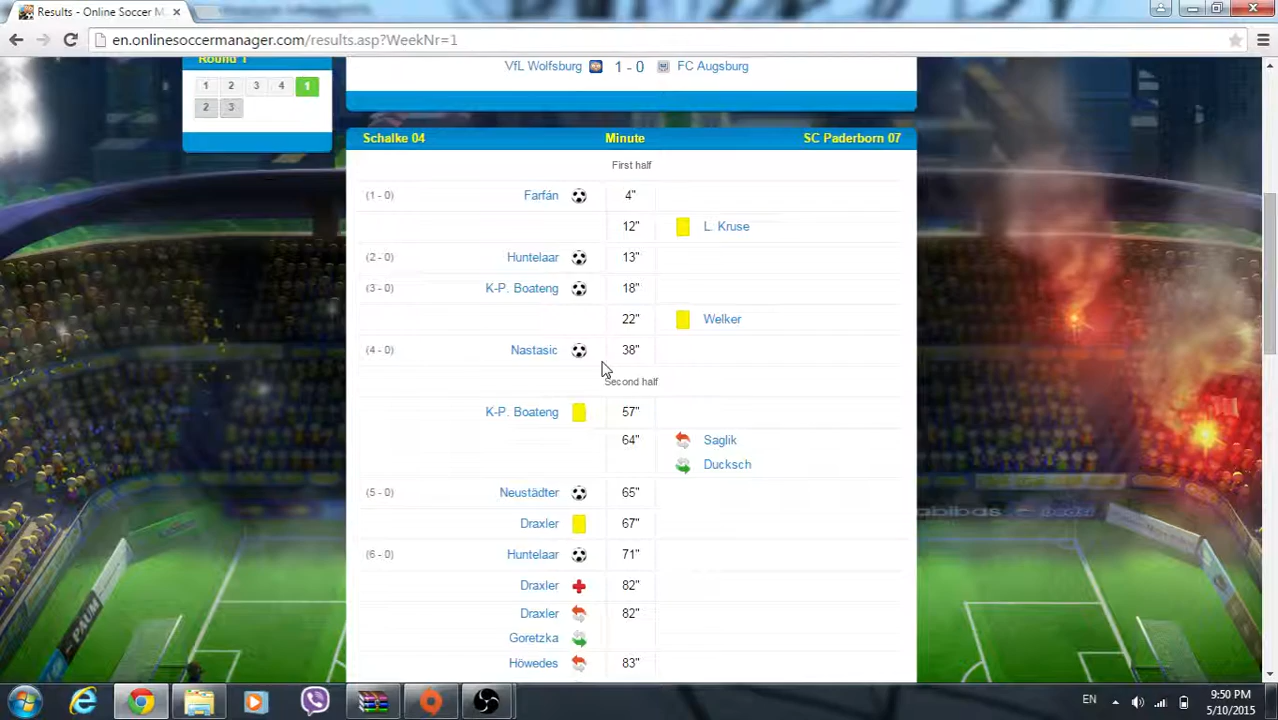 Results - Online Soccer M
en.onlinesoccermanager.com/results.asp?WeekNr=1
Round 1
1 2 3 4 1
2 3
VfL Wolfsburg 1 - 0 FC Augsburg
Schalke 04 Minute SC Paderborn 07
First half
(1 - 0) Farfán 4"
12" L. Kruse
(2 - 0) Huntelaar 13"
(3 - 0) K-P. Boateng 18"
22" Welker
(4 - 0) Nastasic 38"
Second half
K-P. Boateng 57"
64" Saglik
Ducksch
(5 - 0) Neustädter 65"
Draxler 67"
(6 - 0) Huntelaar 71"
Draxler 82"
Draxler 82"
Goretzka
Höwedes 83"
EN 9:50 PM
5/10/2015